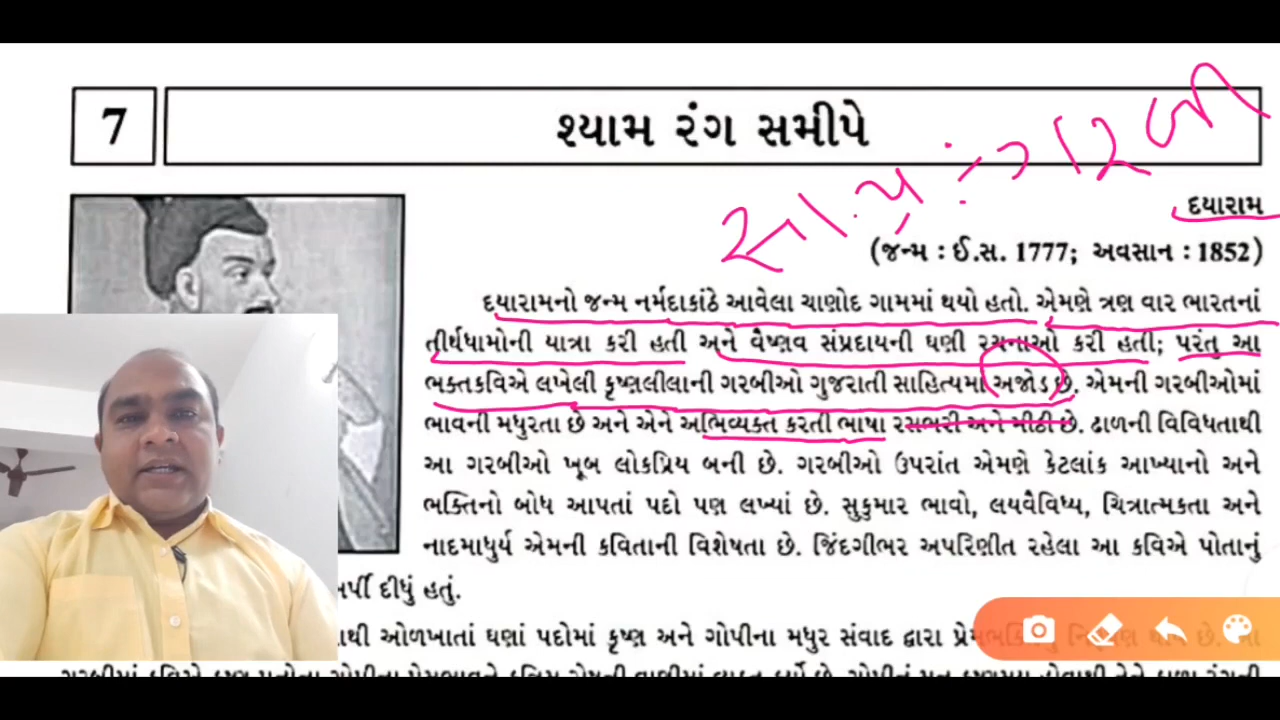 7
શ્યામ રંગ સમીપે
સા.પ્ર :- ગરબી
દયારામ
(જન્મ : ઈ.સ. 1777; અવસાન : 1852)
દયારામનો જન્મ નર્મદાકાંઠે આવેલા ચાણોદ ગામમાં થયો હતો. એમણે ત્રણ વાર ભારતનાં
તીર્થધામોની યાત્રા કરી હતી અને વૈષ્ણવ સંપ્રદાયની ઘણી રચનાઓ કરી હતી; પરંતુ આ
ભક્તકવિએ લખેલી કૃષ્ણલીલાની ગરબીઓ ગુજરાતી સાહિત્યમાં અજોડ છે. એમની ગરબીઓમાં
ભાવની મધુરતા છે અને એને અભિવ્યક્ત કરતી ભાષા રસભરી અને મીઠી છે. ઢાળની વિવિધતાથી
આ ગરબીઓ ખૂબ લોકપ્રિય બની છે. ગરબીઓ ઉપરાંત એમણે કેટલાંક આખ્યાનો અને
ભક્તિનો બોધ આપતાં પદો પણ લખ્યાં છે. સુકુમાર ભાવો, લયવૈવિધ્ય, ચિત્રાત્મકતા અને
નાદમાધુર્ય એમની કવિતાની વિશેષતા છે. જિંદગીભર અપરિણીત રહેલા આ કવિએ પોતાનું
ર્પી દીધું હતું.
થી ઓળખાતાં ઘણાં પદોમાં કૃષ્ણ અને ગોપીના મધુર સંવાદ દ્વારા